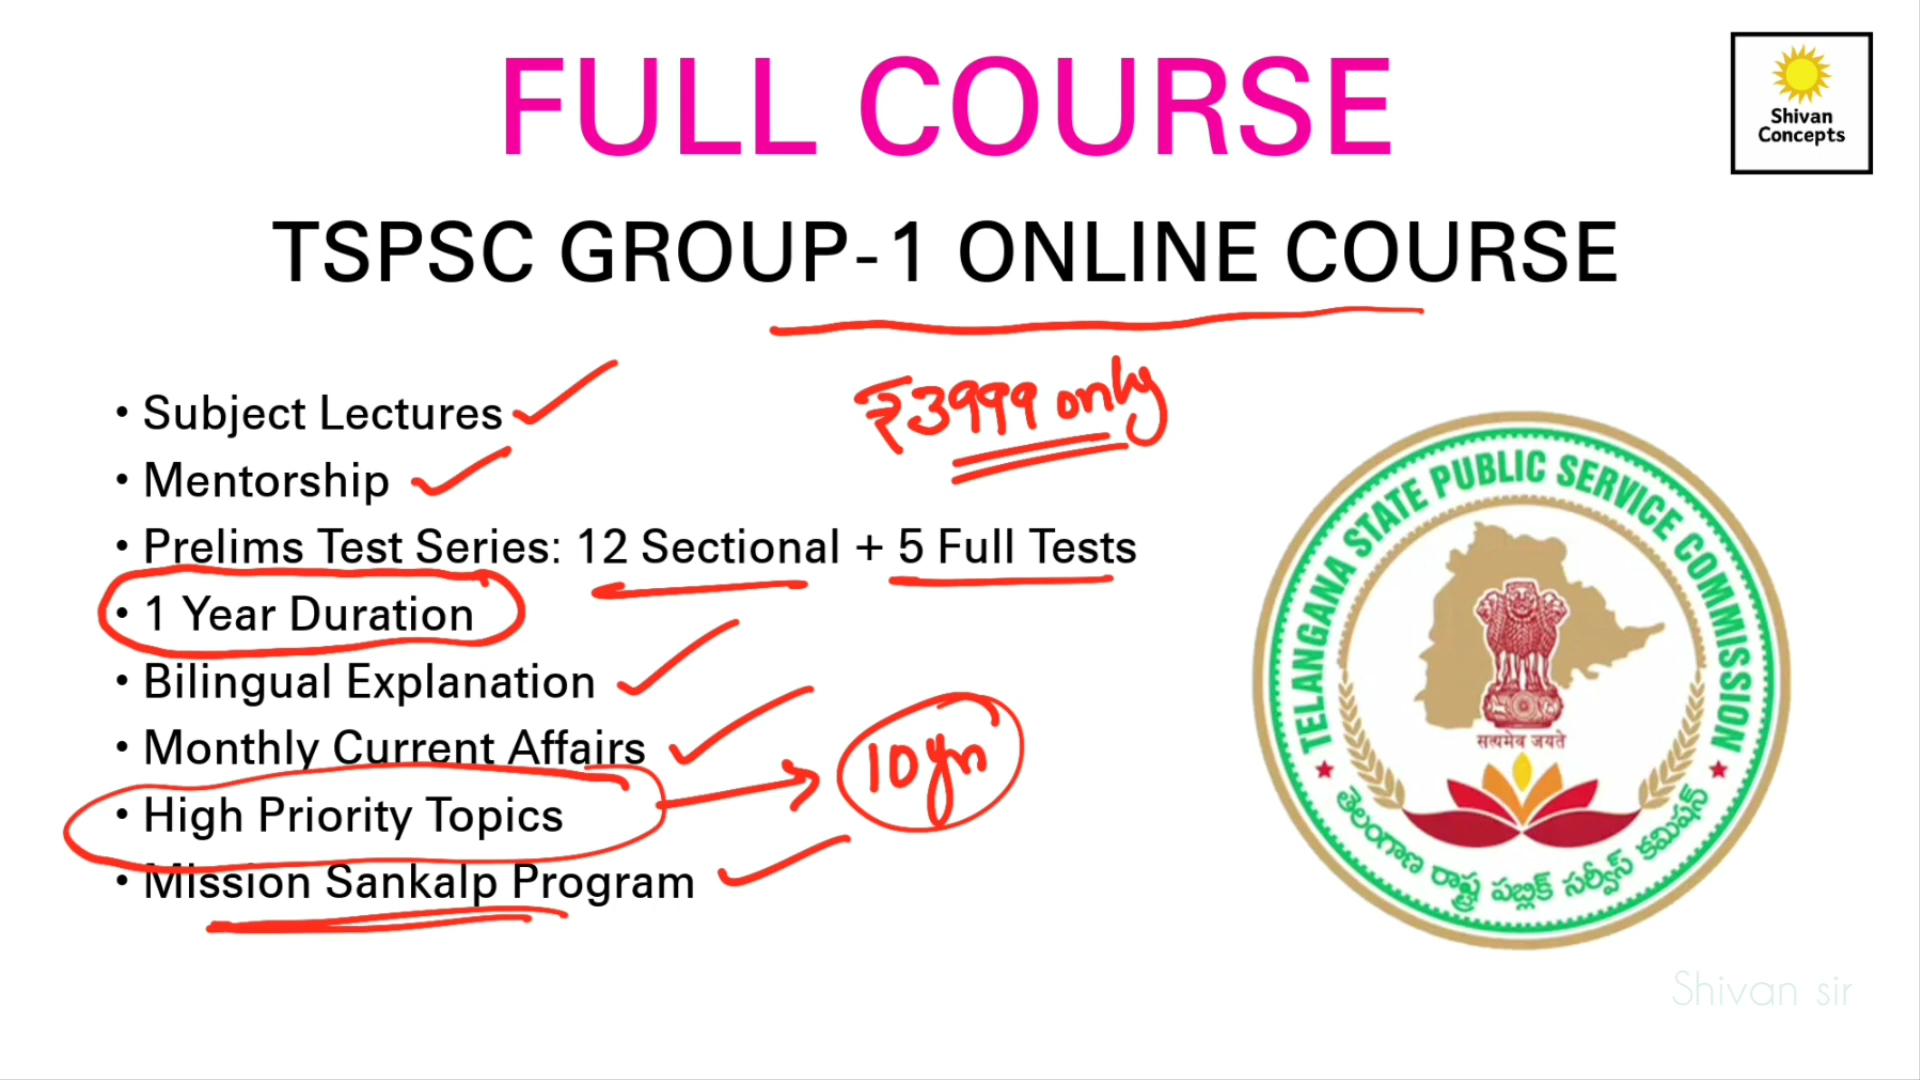 FULL COURSE
Shivan
Concepts
TSPSC GROUP-1 ONLINE COURSE
• Subject Lectures
₹3999 only
• Mentorship
• Prelims Test Series: 12 Sectional + 5 Full Tests
• 1 Year Duration
• Bilingual Explanation
• Monthly Current Affairs
• High Priority Topics
10 yrs
• Mission Sankalp Program
TELANGANA STATE PUBLIC SERVICE COMMISSION
सत्यमेव जयते
తెలంగాణ రాష్ట్ర పబ్లిక్ సర్వీస్ కమిషన్
Shivan sir